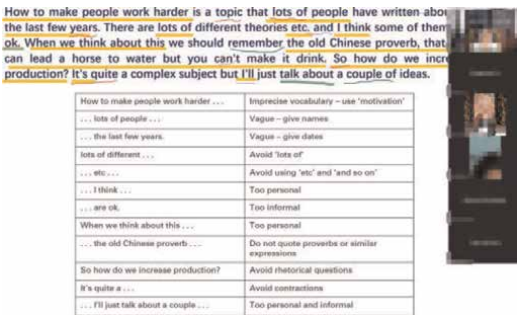 How to make people work harder is a topic that lots of people have written
the last few years. There are lots of different theories etc. and I think some of them
ok. When we think about this we should remember the old Chinese proverb, that
can lead a horse to water but you can't make it drink. So how do we
production? It's quite a complex subject but I'll just talk about a couple of ideas.
How to make people work harder ... Imprecise vocabulary – use 'motivation'
... lots of people ... Vague – give names
... the last few years. Vague – give dates
lots of different ... Avoid 'lots of'
... etc ... Avoid using 'etc' and 'and so on'
... I think ... Too personal
... are ok. Too informal
When we think about this ... Too personal
... the old Chinese proverb ... Do not quote proverbs or similar
expressions
So how do we increase production? Avoid rhetorical questions
It's quite a ... Avoid contractions
... I'll just talk about a couple ... Too personal and informal